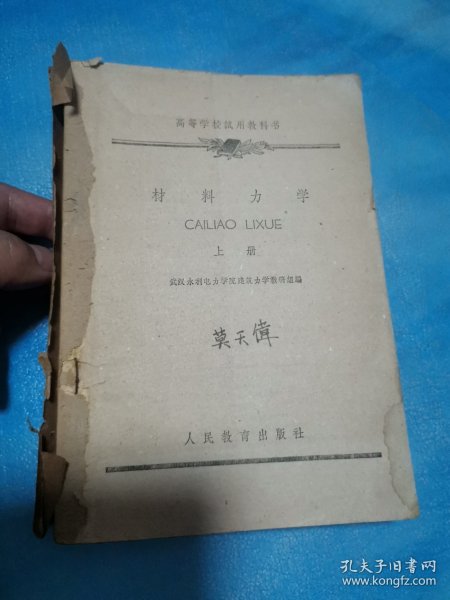 高等学校试用教科书
材料力学
CAILIAO LIXUE
上册
武汉水利电力学院建筑力学教研组编
莫天偉
人民教育出版社
孔夫子旧书网
www.kongfz.com